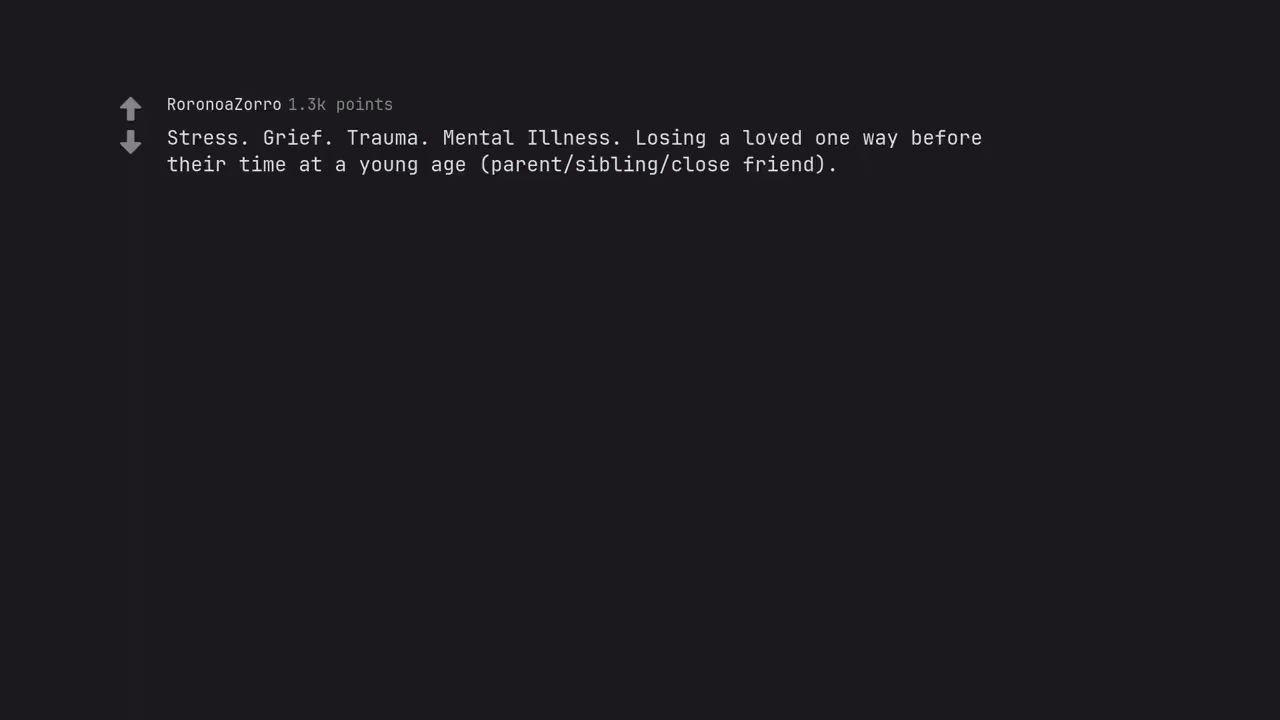 RoronoaZorro 1.3k points
Stress. Grief. Trauma. Mental Illness. Losing a loved one way before
their time at a young age (parent/sibling/close friend).